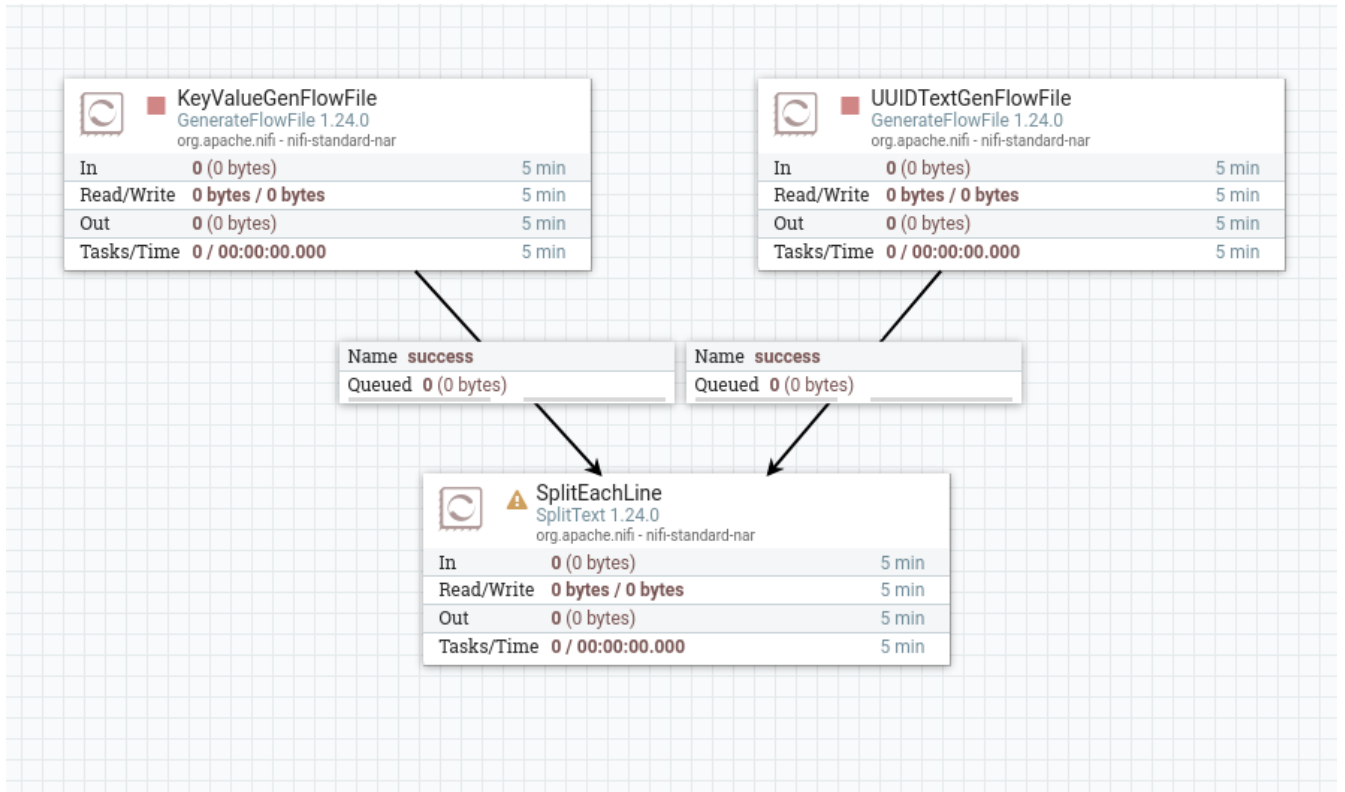 KeyValueGenFlowFile
GenerateFlowFile 1.24.0
org.apache.nifi - nifi-standard-nar
In 0 (0 bytes) 5 min
Read/Write 0 bytes / 0 bytes 5 min
Out 0 (0 bytes) 5 min
Tasks/Time 0 / 00:00:00.000 5 min
UUIDTextGenFlowFile
GenerateFlowFile 1.24.0
org.apache.nifi - nifi-standard-nar
In 0 (0 bytes) 5 min
Read/Write 0 bytes / 0 bytes 5 min
Out 0 (0 bytes) 5 min
Tasks/Time 0 / 00:00:00.000 5 min
Name success
Queued 0 (0 bytes)
Name success
Queued 0 (0 bytes)
SplitEachLine
SplitText 1.24.0
org.apache.nifi - nifi-standard-nar
In 0 (0 bytes) 5 min
Read/Write 0 bytes / 0 bytes 5 min
Out 0 (0 bytes) 5 min
Tasks/Time 0 / 00:00:00.000 5 min